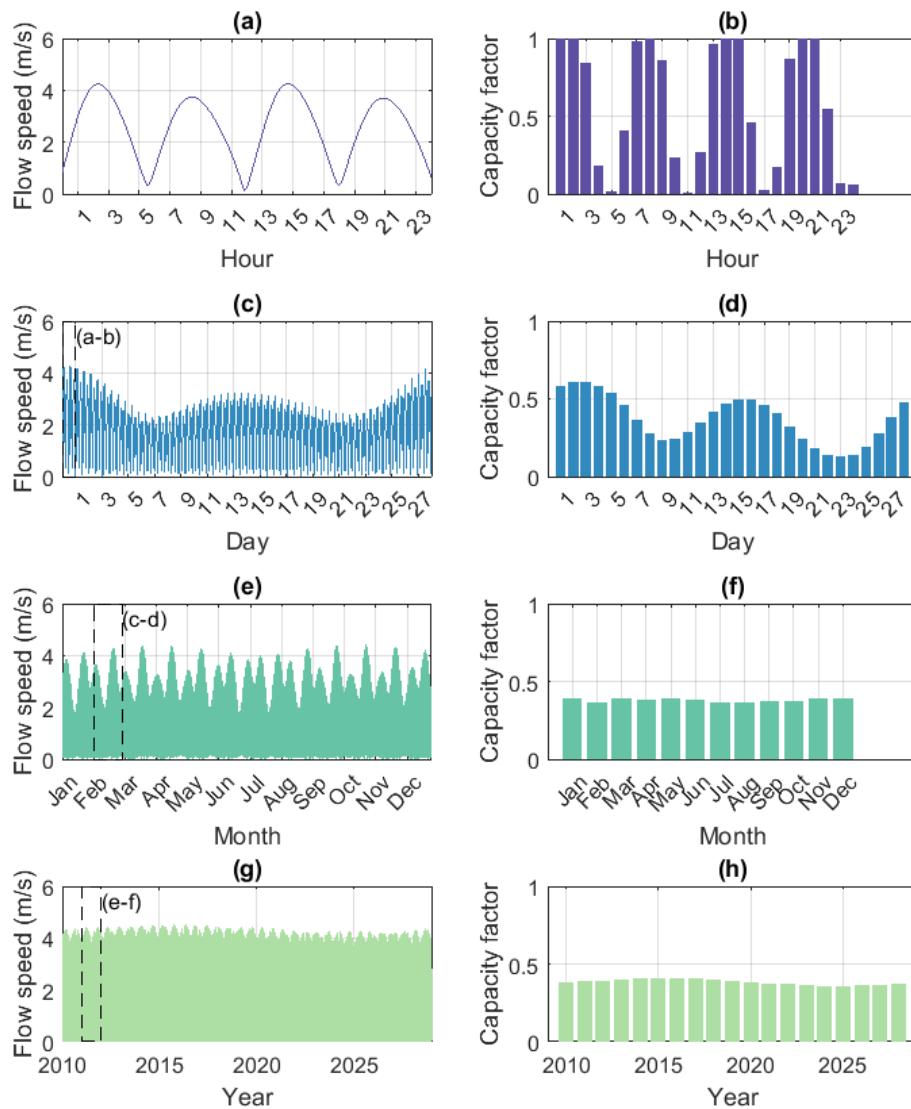 (a)
Flow speed (m/s)
6
4
2
0
1 3 5 7 9 11 13 15 17 19 21 23
Hour
(b)
Capacity factor
1
0.5
0
1 3 5 7 9 11 13 15 17 19 21 23
Hour
(c)
Flow speed (m/s)
6
4
2
0
(a-b)
1 3 5 7 9 11 13 15 17 19 21 23 25 27
Day
(d)
Capacity factor
1
0.5
0
1 3 5 7 9 11 13 15 17 19 21 23 25 27
Day
(e)
Flow speed (m/s)
6
4
2
0
(c-d)
Jan Feb Mar Apr May Jun Jul Aug Sep Oct Nov Dec
Month
(f)
Capacity factor
1
0.5
0
Jan Feb Mar Apr May Jun Jul Aug Sep Oct Nov Dec
Month
(g)
Flow speed (m/s)
6
4
2
0
(e-f)
2010 2015 2020 2025
Year
(h)
Capacity factor
1
0.5
0
2010 2015 2020 2025
Year